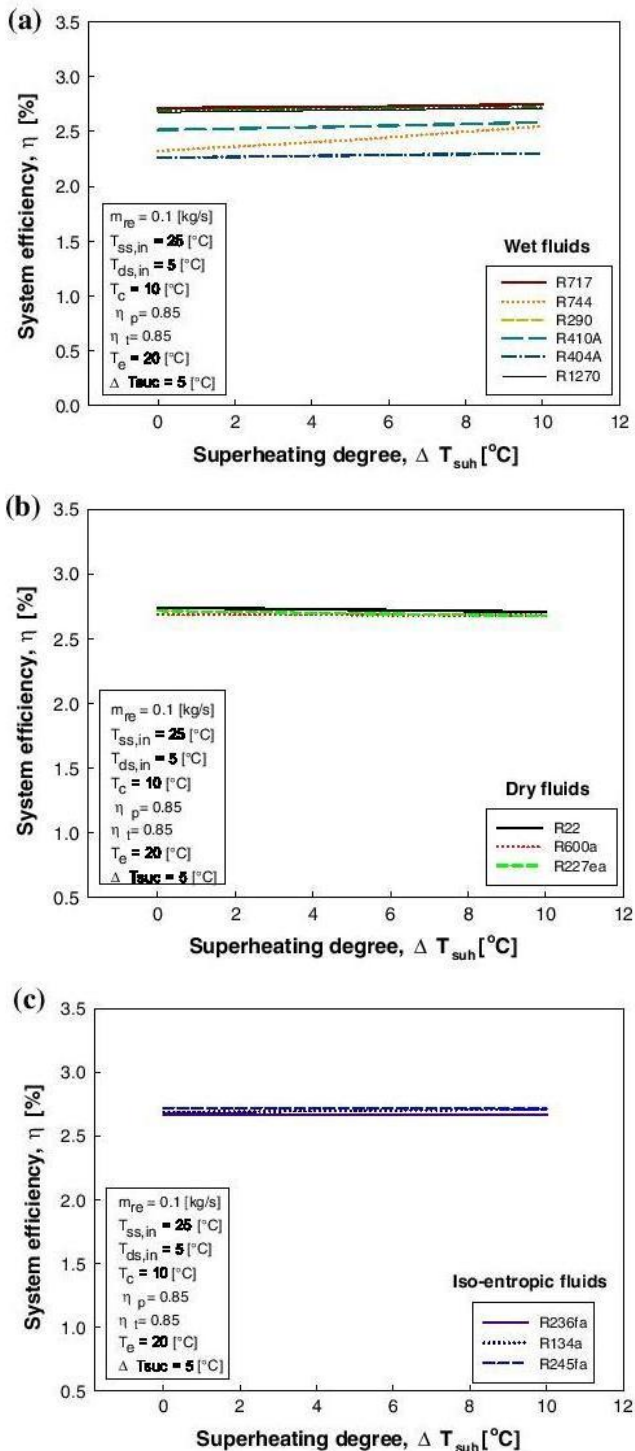 (a)
3.5
3.0
2.5
2.0
1.5
1.0
0.5
0.0
System efficiency, η [%]
m_re = 0.1 [kg/s]
T_ss,in = 25 [°C]
T_ds,in = 5 [°C]
T_c = 10 [°C]
η_p = 0.85
η_t = 0.85
T_e = 20 [°C]
Δ Tsuc = 5 [°C]
Wet fluids
R717
R744
R290
R410A
R404A
R1270
0 2 4 6 8 10 12
Superheating degree, Δ T_suh [°C]
(b)
3.5
3.0
2.5
2.0
1.5
1.0
0.5
System efficiency, η [%]
m_re = 0.1 [kg/s]
T_ss,in = 25 [°C]
T_ds,in = 5 [°C]
T_c = 10 [°C]
η_p = 0.85
η_t = 0.85
T_e = 20 [°C]
Δ Tsuc = 5 [°C]
Dry fluids
R22
R600a
R227ea
0 2 4 6 8 10 12
Superheating degree, Δ T_suh [°C]
(c)
3.5
3.0
2.5
2.0
1.5
1.0
0.5
System efficiency, η [%]
m_re = 0.1 [kg/s]
T_ss,in = 25 [°C]
T_ds,in = 5 [°C]
T_c = 10 [°C]
η_p = 0.85
η_t = 0.85
T_e = 20 [°C]
Δ Tsuc = 5 [°C]
Iso-entropic fluids
R236fa
R134a
R245fa
0 2 4 6 8 10 12
Superheating degree, Δ T_suh [°C]